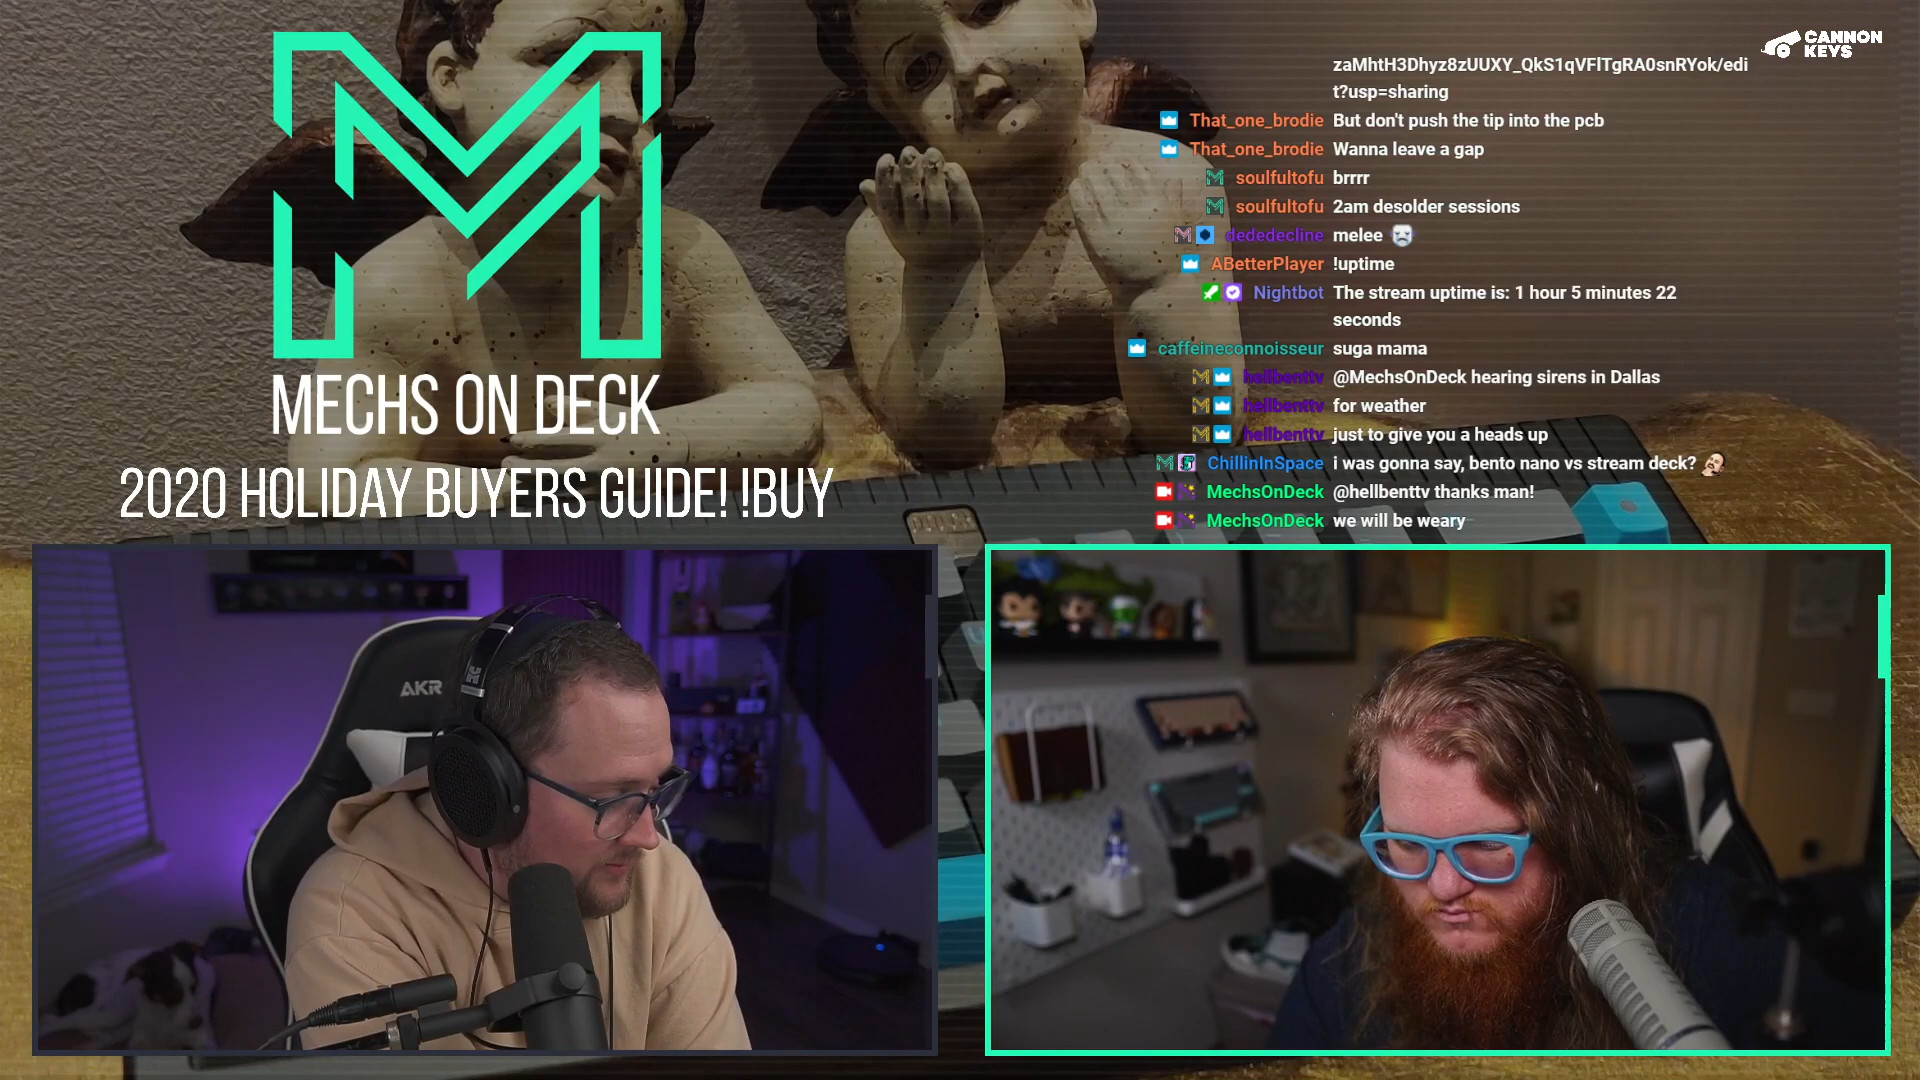 CANNON
KEYS
zaMhtH3Dhyz8zUUXY_QkS1qVFlTgRA0snRYok/edi
t?usp=sharing
That_one_brodie But don't push the tip into the pcb
That_one_brodie Wanna leave a gap
soulfultofu brrrr
soulfultofu 2am desolder sessions
dededecline melee
ABetterPlayer !uptime
Nightbot The stream uptime is: 1 hour 5 minutes 22
seconds
caffeineconnoisseur suga mama
hellbenttv @MechsOnDeck hearing sirens in Dallas
hellbenttv for weather
hellbenttv just to give you a heads up
ChillinInSpace i was gonna say, bento nano vs stream deck?
MechsOnDeck @hellbenttv thanks man!
MechsOnDeck we will be weary
MECHS ON DECK
2020 HOLIDAY BUYERS GUIDE! !BUY
AKR